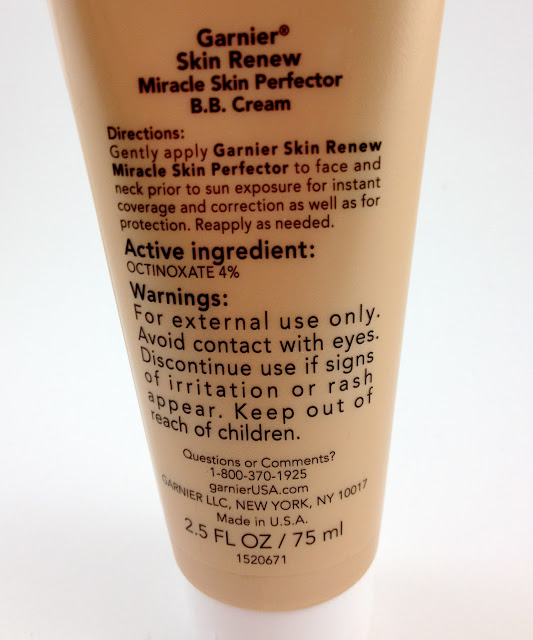 Garnier®
Skin Renew
Miracle Skin Perfector
B.B. Cream
Directions:
Gently apply Garnier Skin Renew
Miracle Skin Perfector to face and
neck prior to sun exposure for instant
coverage and correction as well as for
protection. Reapply as needed.
Active ingredient:
OCTINOXATE 4%
Warnings:
For external use only.
Avoid contact with eyes.
Discontinue use if signs
of irritation or rash
appear. Keep out of
reach of children.
Questions or Comments?
1-800-370-1925
garnierUSA.com
GARNIER LLC, NEW YORK, NY 10017
Made in U.S.A.
2.5 FL OZ / 75 ml
1520671